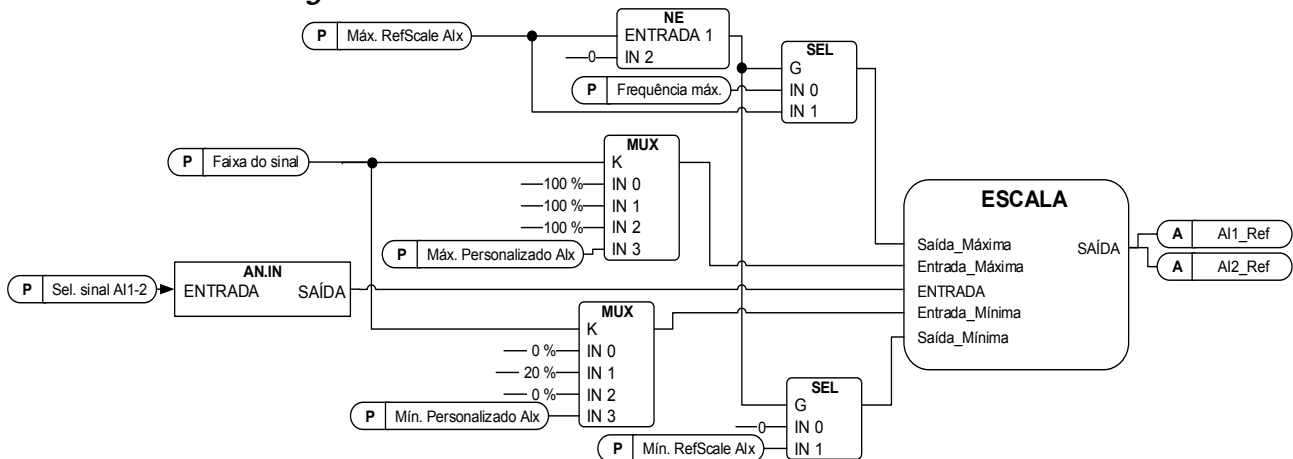 g
NE
P Máx. RefScale AIx
ENTRADA 1
0 IN 2
SEL
G
P Frequência máx.
IN 0
IN 1
MUX
P Faixa do sinal
K
100 % IN 0
100 % IN 1
100 % IN 2
P Máx. Personalizado AIx
IN 3
ESCALA
Saída_Máxima
SAÍDA
Entrada_Máxima
ENTRADA
Entrada_Mínima
Saída_Mínima
A AI1_Ref
A AI2_Ref
P Sel. sinal AI1-2
AN.IN
ENTRADA SAÍDA
MUX
K
0 % IN 0
20 % IN 1
0 % IN 2
P Mín. Personalizado AIx
IN 3
SEL
G
0 IN 0
P Mín. RefScale AIx
IN 1